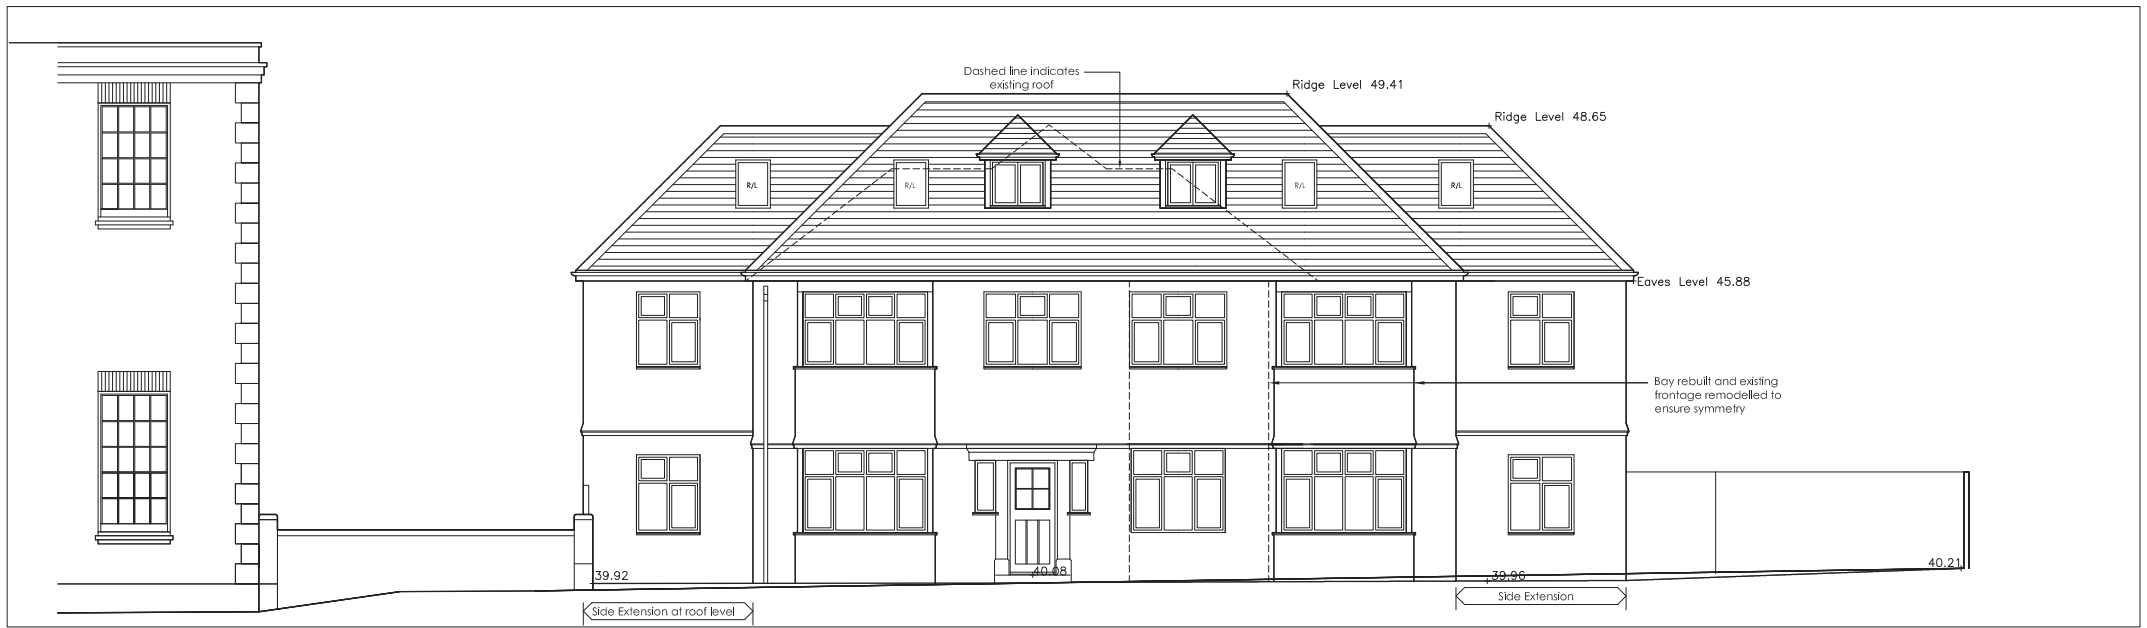 Dashed line indicates
existing roof
Ridge Level 49.41
Ridge Level 48.65
R/L
R/L
R/L
R/L
Eaves Level 45.88
Bay rebuilt and existing
frontage remodelled to
ensure symmetry
39.92
40.08
39.96
40.21
Side Extension at roof level
Side Extension